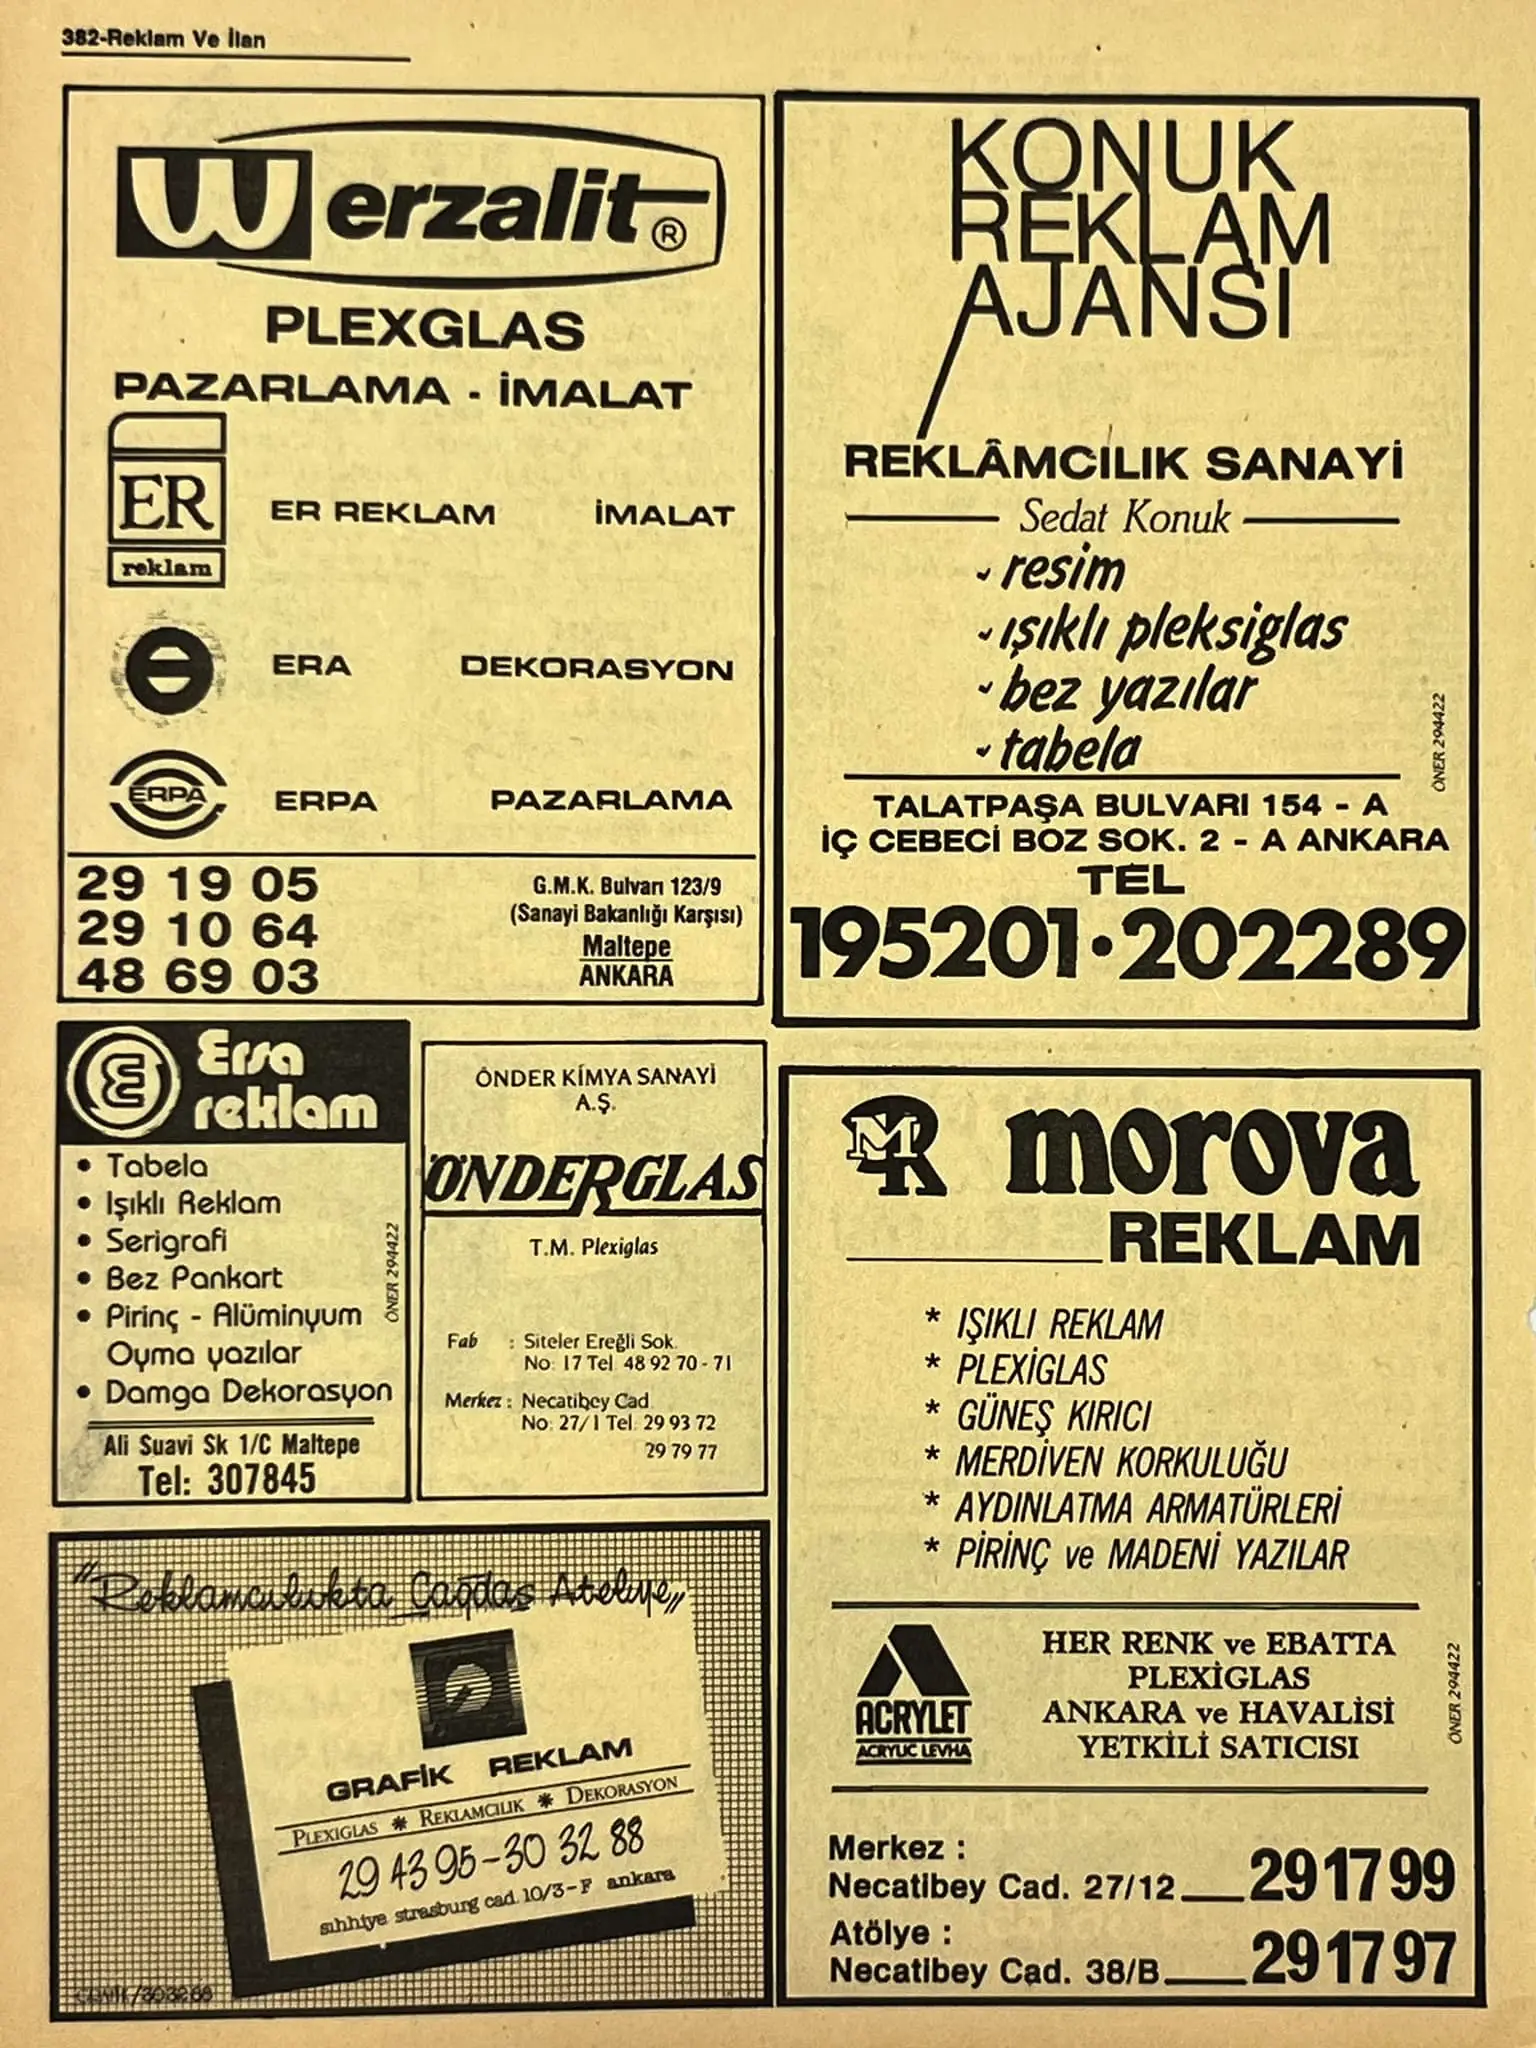 382-Reklam Ve İlan
Werzalit ®
PLEXGLAS
PAZARLAMA - İMALAT
ER
reklam
ER REKLAM İMALAT
ERA DEKORASYON
ERPA
ERPA PAZARLAMA
29 19 05
29 10 64
48 69 03
G.M.K. Bulvarı 123/9
(Sanayi Bakanlığı Karşısı)
Maltepe
ANKARA
KONUK
REKLAM
AJANSI
REKLÂMCILIK SANAYİ
Sedat Konuk
resim
ışıklı pleksiglas
bez yazılar
tabela
ÖNER 294422
TALATPAŞA BULVARI 154 - A
İÇ CEBECİ BOZ SOK. 2 - A ANKARA
TEL
195201·202289
Ersa
reklam
• Tabela
• Işıklı Reklam
• Serigrafi
• Bez Pankart
• Pirinç - Alüminyum
Oyma yazılar
• Damga Dekorasyon
ÖNER 294422
Ali Suavi Sk 1/C Maltepe
Tel: 307845
ÖNDER KİMYA SANAYİ
A.Ş.
ÖNDERGLAS
T.M. Plexiglas
Fab : Siteler Ereğli Sok.
No: 17 Tel 48 92 70 - 71
Merkez : Necatibey Cad.
No: 27/1 Tel. 29 93 72
29 79 77
MR morova
REKLAM
* IŞIKLI REKLAM
* PLEXİGLAS
* GÜNEŞ KIRICI
* MERDİVEN KORKULUĞU
* AYDINLATMA ARMATÜRLERİ
* PİRİNÇ ve MADENİ YAZILAR
ACRYLET
ACRYLIC LEVHA
HER RENK ve EBATTA
PLEXİGLAS
ANKARA ve HAVALİSİ
YETKİLİ SATICISI
ÖNER 294422
Merkez :
Necatibey Cad. 27/12 291799
Atölye :
Necatibey Cad. 38/B 291797
"Reklamcılıkta Çağdaş Atelye"
GRAFİK REKLAM
PLEXIGLAS * REKLAMCILIK * DEKORASYON
29 43 95 - 30 32 88
sıhhiye strasburg cad. 10/3-F ankara